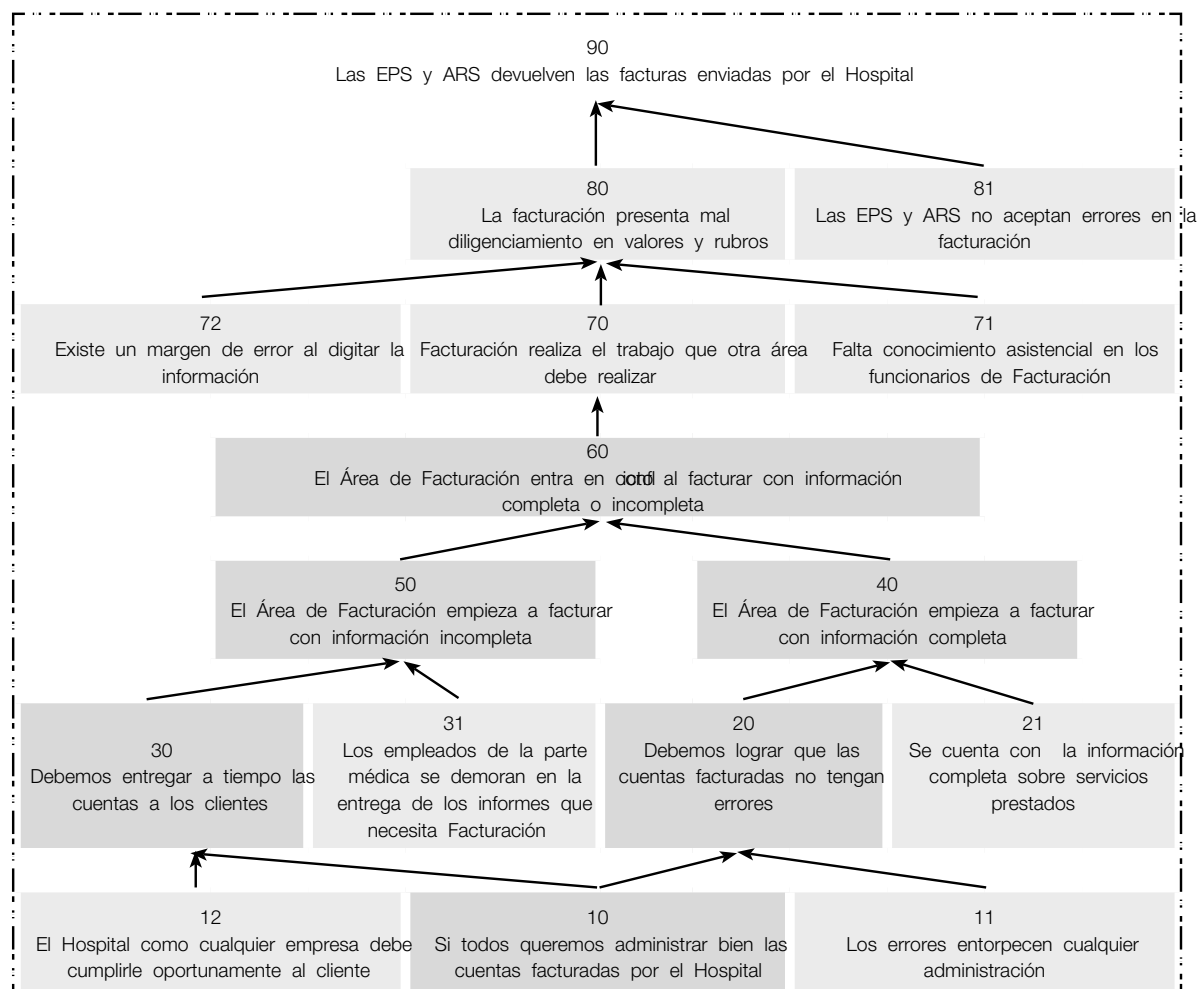 90
Las EPS y ARS devuelven las facturas enviadas por el Hospital
80
La facturación presenta mal
diligenciamiento en valores y rubros
81
Las EPS y ARS no aceptan errores en la
facturación
72
Existe un margen de error al digitar la
información
70
Facturación realiza el trabajo que otra área
debe realizar
71
Falta conocimiento asistencial en los
funcionarios de Facturación
60
El Área de Facturación entra en al facturar con información
completa o incompleta
50
El Área de Facturación empieza a facturar
con información incompleta
40
El Área de Facturación empieza a facturar
con información completa
30
Debemos entregar a tiempo las
cuentas a los clientes
31
Los empleados de la parte
médica se demoran en la
entrega de los informes que
necesita Facturación
20
Debemos lograr que las
cuentas facturadas no tengan
errores
21
Se cuenta con la información
completa sobre servicios
prestados
12
El Hospital como cualquier empresa debe
cumplirle oportunamente al cliente
10
Si todos queremos administrar bien las
cuentas facturadas por el Hospital
11
Los errores entorpecen cualquier
administración